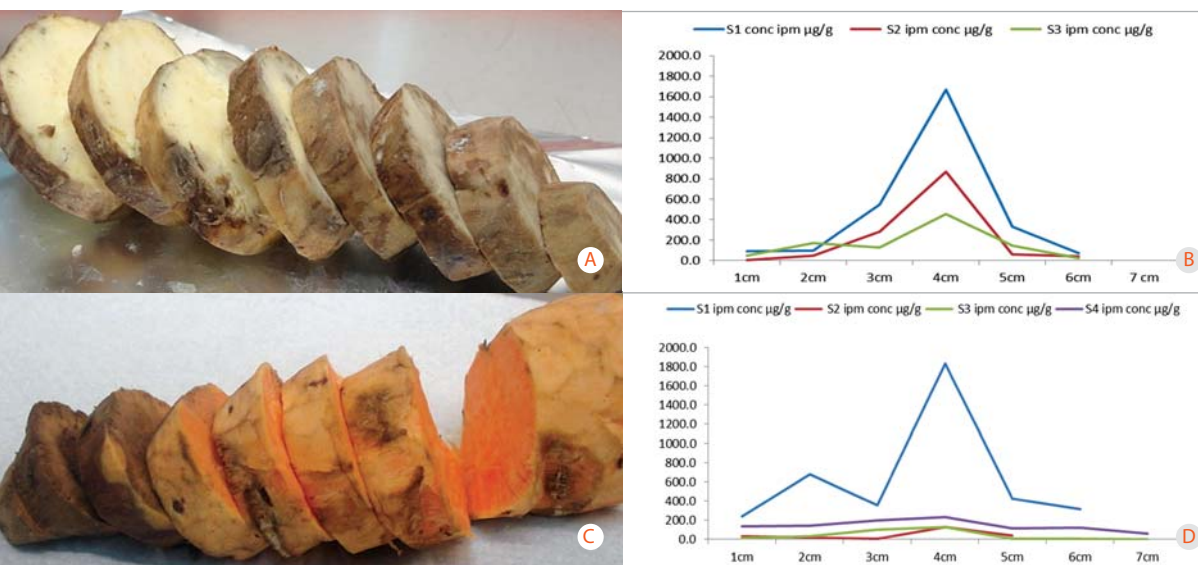 S1 conc ipm µg/g S2 ipm conc µg/g S3 ipm conc µg/g
2000.0
1800.0
1600.0
1400.0
1200.0
1000.0
800.0
600.0
400.0
200.0
0.0
1cm 2cm 3cm 4cm 5cm 6cm 7 cm
A
B
S1 ipm conc µg/g S2 ipm conc µg/g S3 ipm conc µg/g S4 ipm conc µg/g
2000.0
1800.0
1600.0
1400.0
1200.0
1000.0
800.0
600.0
400.0
200.0
0.0
1cm 2cm 3cm 4cm 5cm 6cm 7cm
C
D